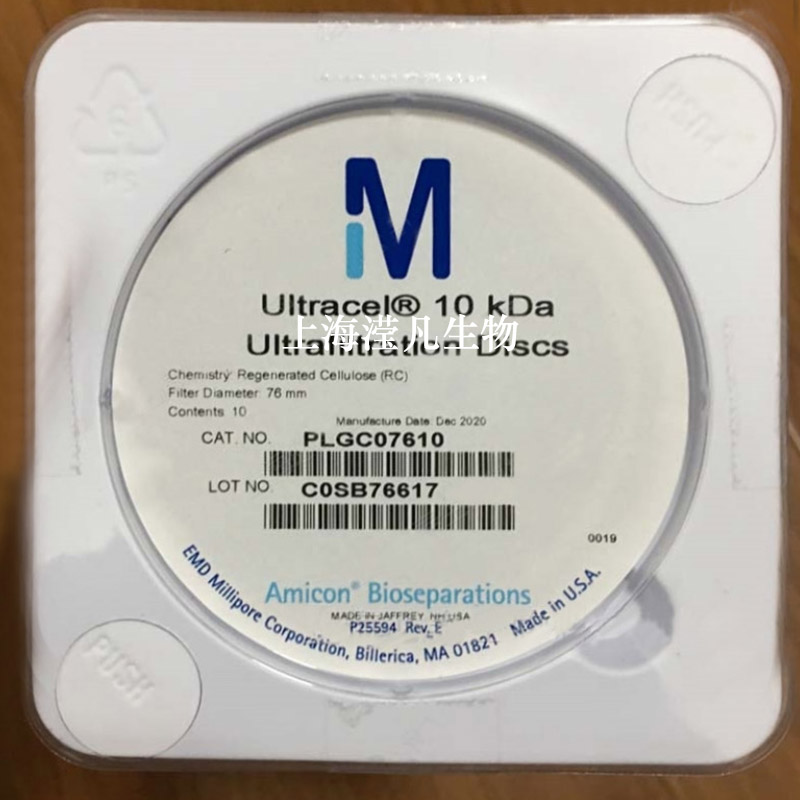 PUSH
PS
M
Ultracel® 10 kDa
上海滢凡生物
Ultrafiltration Discs
Chemistry: Regenerated Cellulose (RC)
Filter Diameter: 76 mm
Contents: 10
Manufacture Date: Dec 2020
CAT. NO. PLGC07610
LOT NO. C0SB76617
0019
Amicon® Bioseparations
MADE IN JAFFREY, NH USA
P25594 Rev. E
EMD Millipore Corporation, Billerica, MA 01821 Made in U.S.A.
PUSH